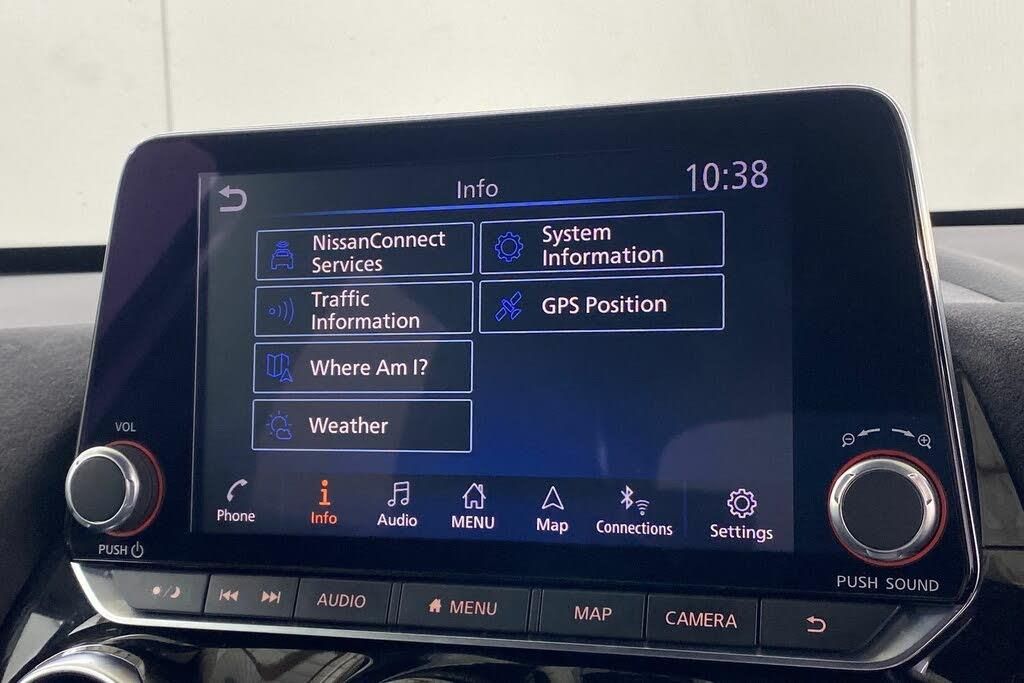 Info
10:38
NissanConnect
Services
System
Information
Traffic
Information
GPS Position
Where Am I?
Weather
Phone
Info
Audio
MENU
Map
Connections
Settings
VOL
PUSH
PUSH SOUND
AUDIO
MENU
MAP
CAMERA